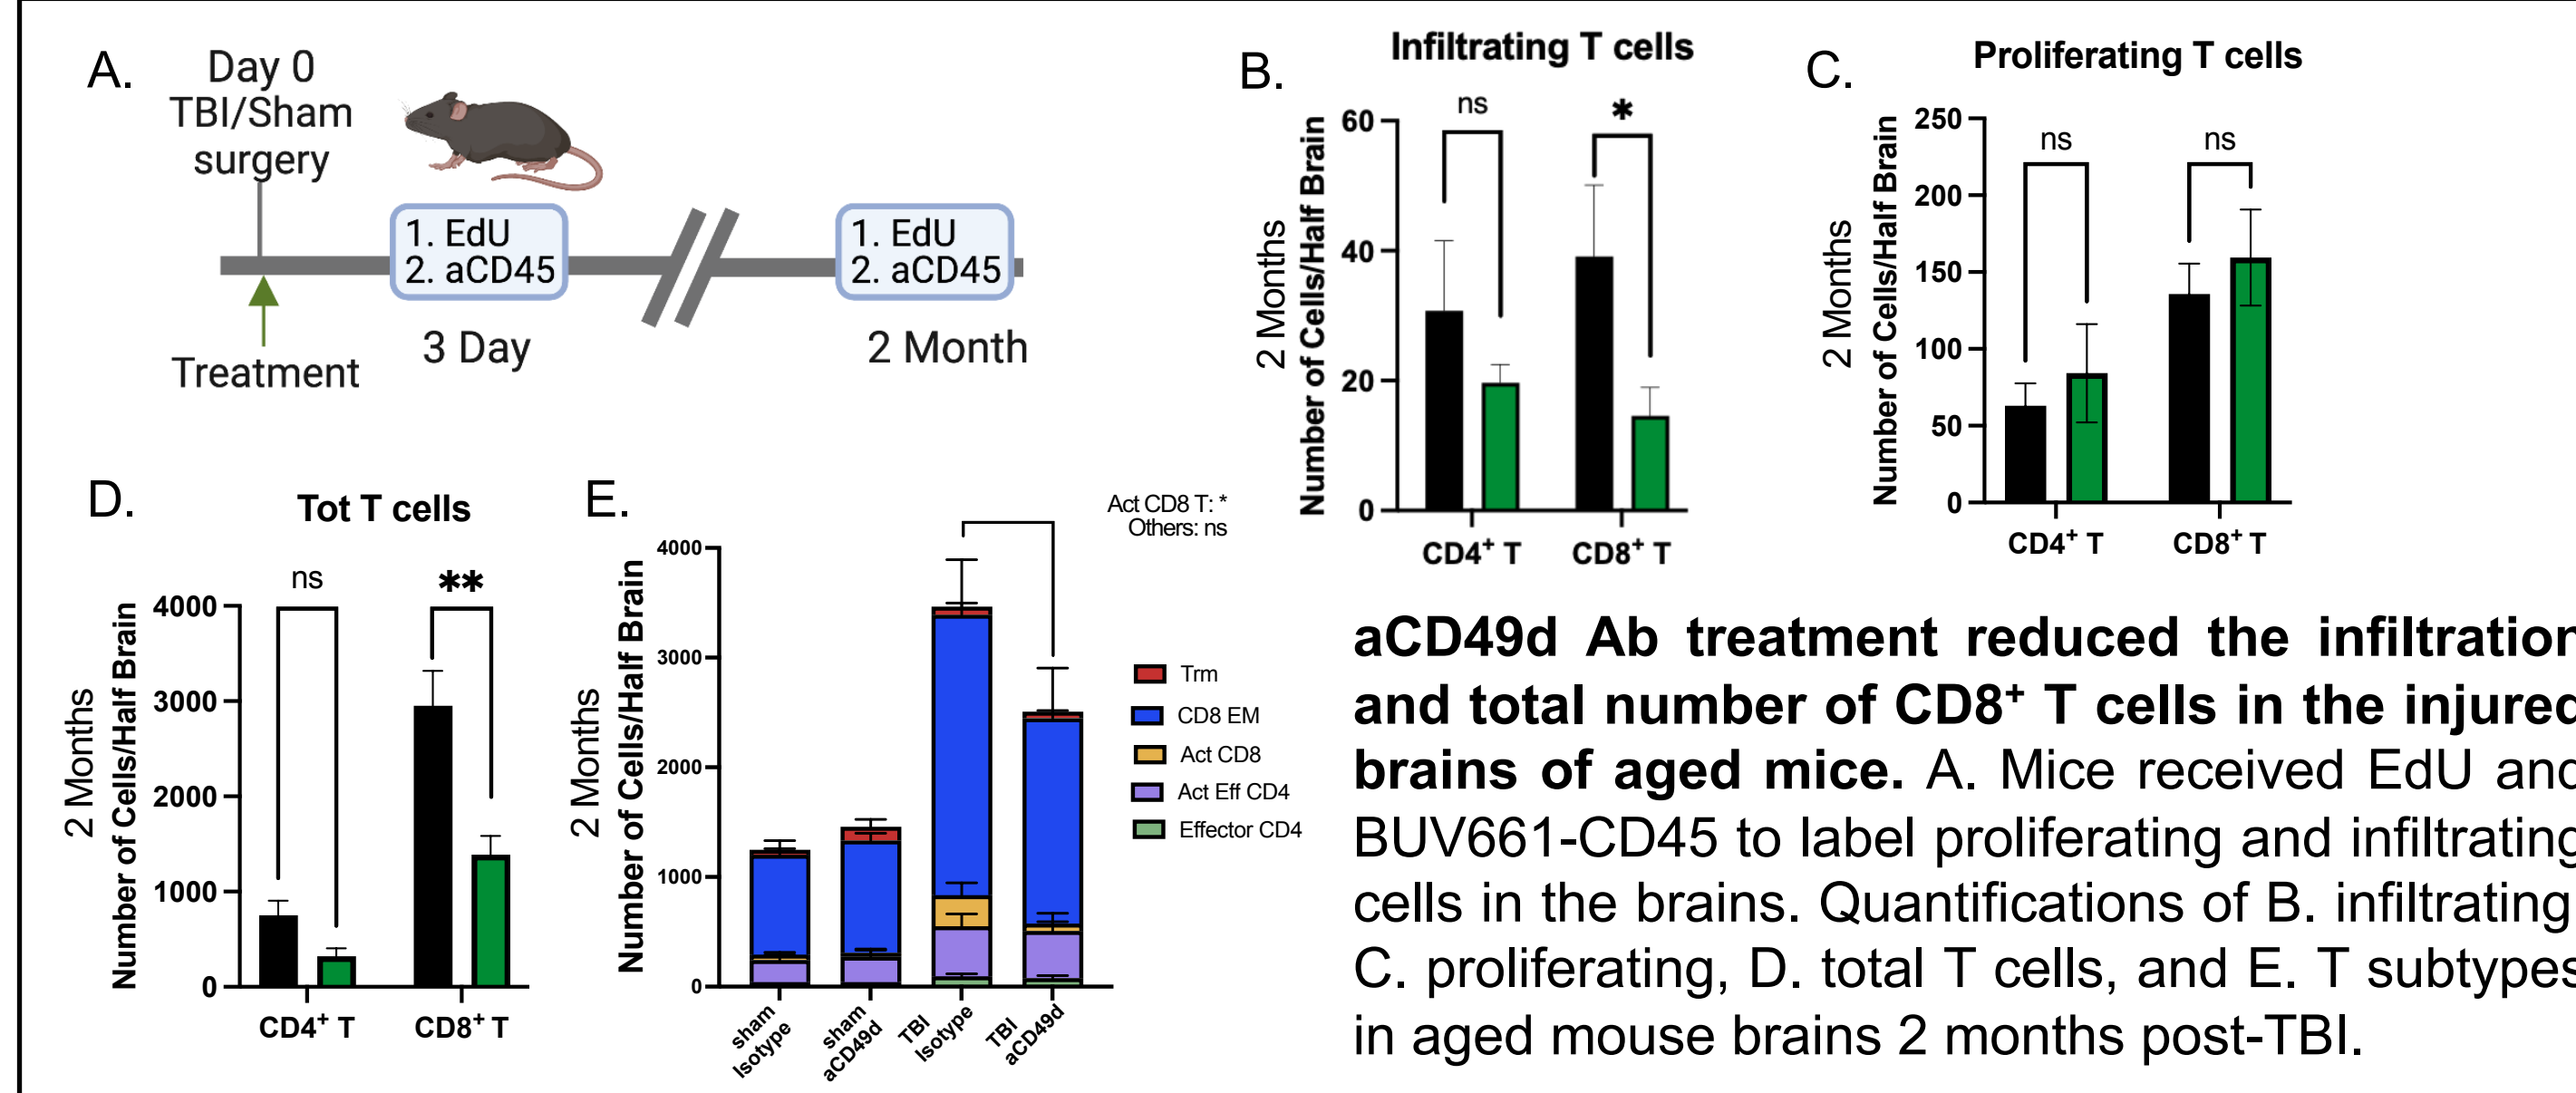 A.
Day 0
TBI/Sham
surgery
1. EdU
2. aCD45
1. EdU
2. aCD45
3 Day
2 Month
Treatment
B.
Infiltrating T cells
2 Months
Number of Cells/Half Brain
60
40
20
0
ns
*
CD4+ T
CD8+ T
C.
Proliferating T cells
2 Months
Number of Cells/Half Brain
250
200
150
100
50
0
ns
ns
CD4+ T
CD8+ T
D.
Tot T cells
2 Months
Number of Cells/Half Brain
4000
3000
2000
1000
0
ns
**
CD4+ T
CD8+ T
E.
2 Months
Number of Cells/Half Brain
4000
3000
2000
1000
0
Act CD8 T: *
Others: ns
sham
Isotype
sham
aCD49d
TBI
Isotype
TBI
aCD49d
Trm
CD8 EM
Act CD8
Act Eff CD4
Effector CD4
aCD49d Ab treatment reduced the infiltration
and total number of CD8+ T cells in the injured
brains of aged mice. A. Mice received EdU and
BUV661-CD45 to label proliferating and infiltrating
cells in the brains. Quantifications of B. infiltrating
C. proliferating, D. total T cells, and E. T subtypes
in aged mouse brains 2 months post-TBI.